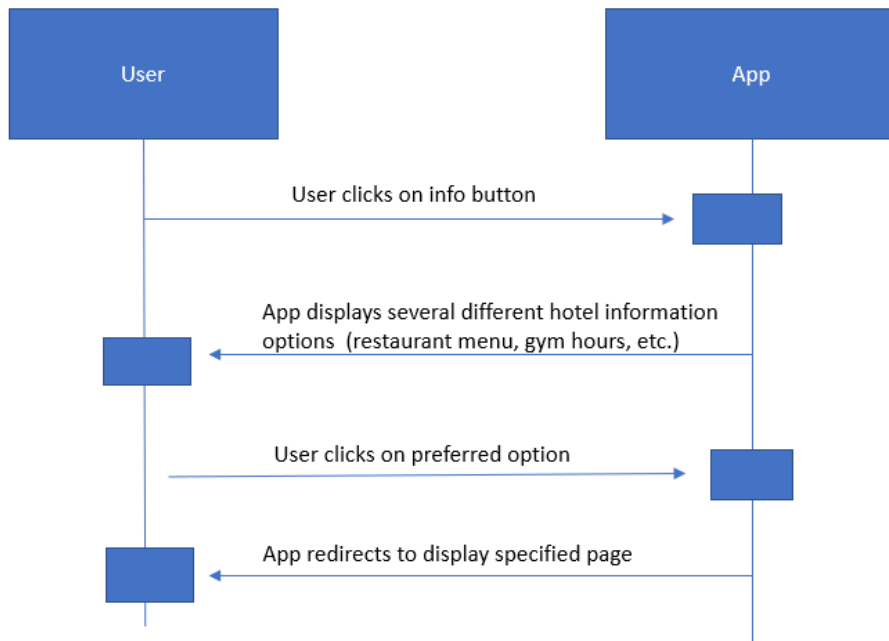 User
App
User clicks on info button
App displays several different hotel information
options  (restaurant menu, gym hours, etc.)
User clicks on preferred option
App redirects to display specified page